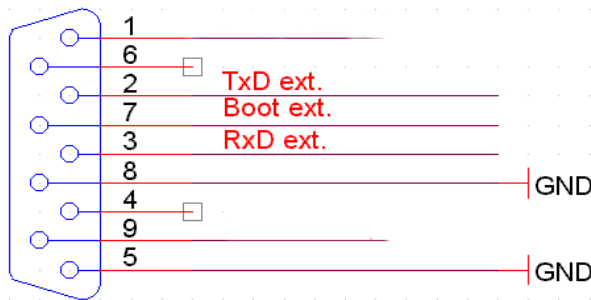 1
6
2 TxD ext.
7 Boot ext.
3 RxD ext.
8 GND
4
9
5 GND